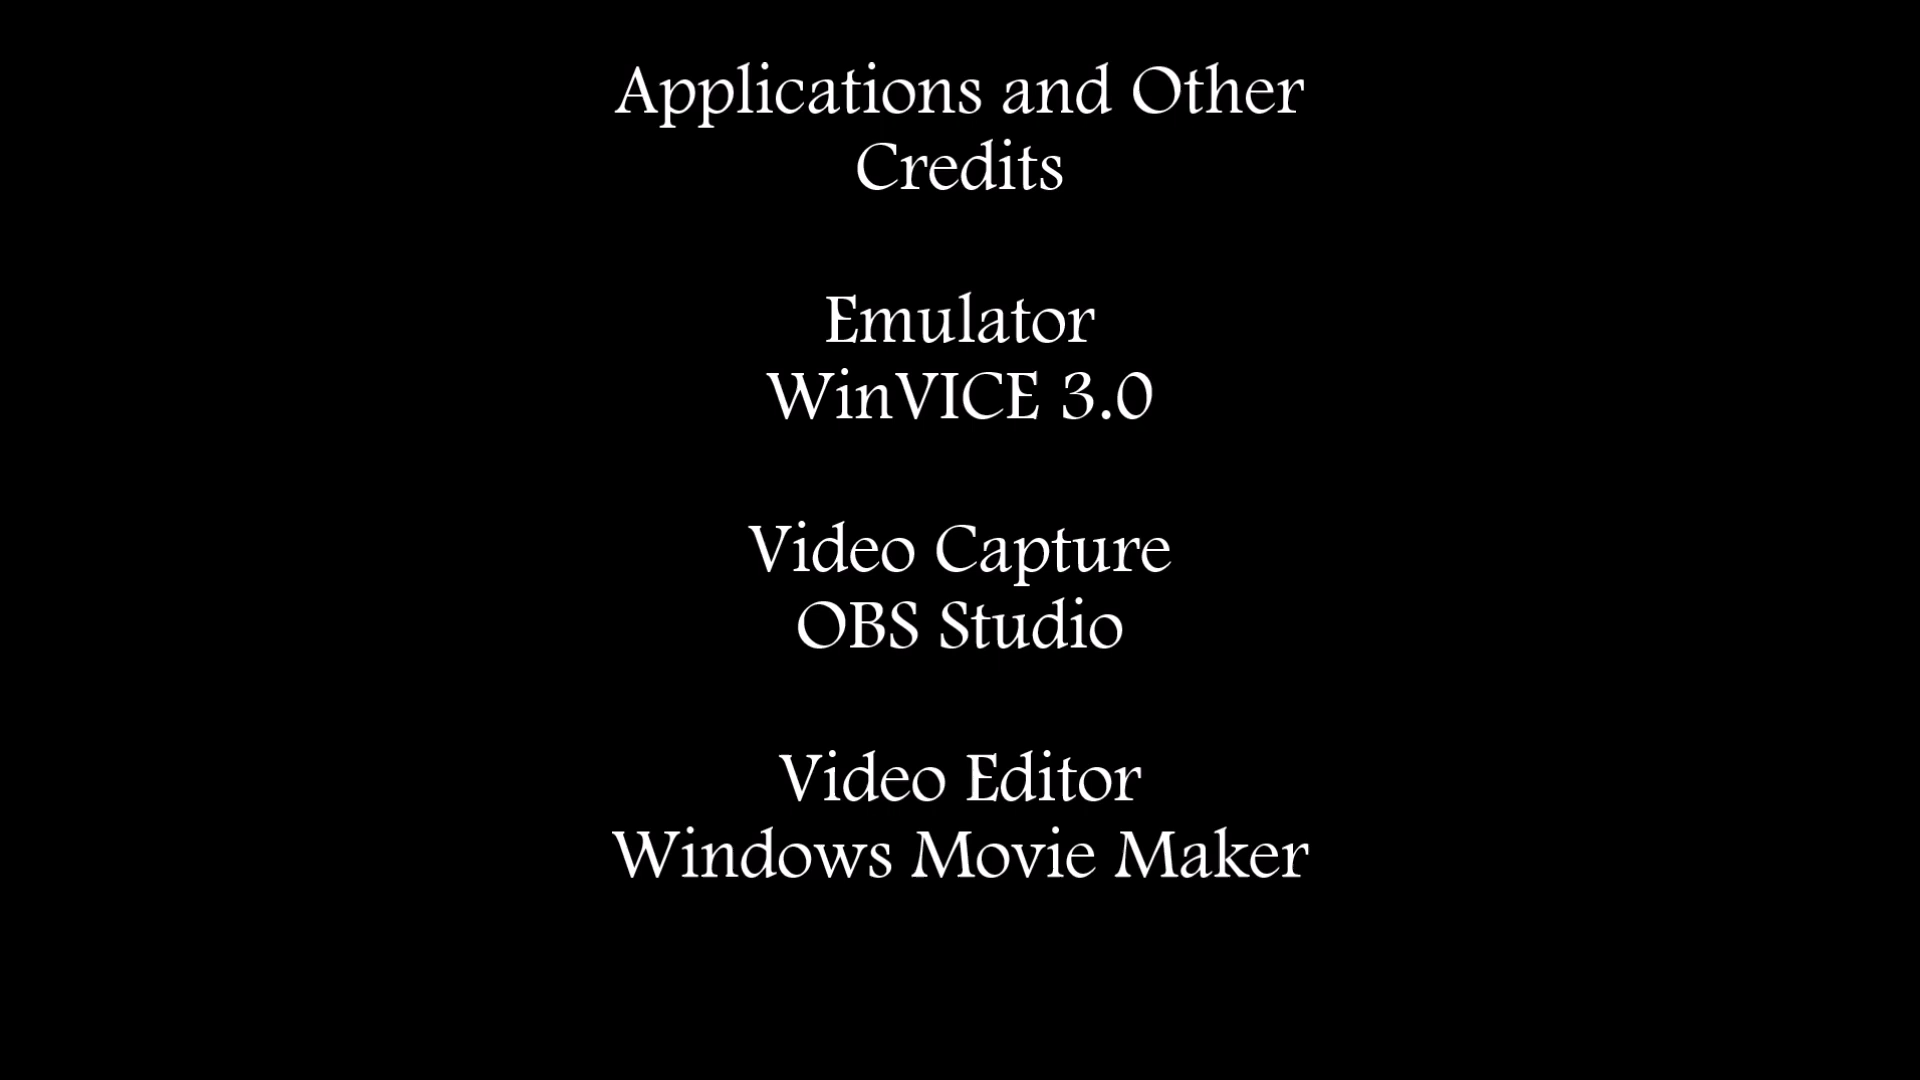 Applications and Other
Credits
Emulator
WinVICE 3.0
Video Capture
OBS Studio
Video Editor
Windows Movie Maker